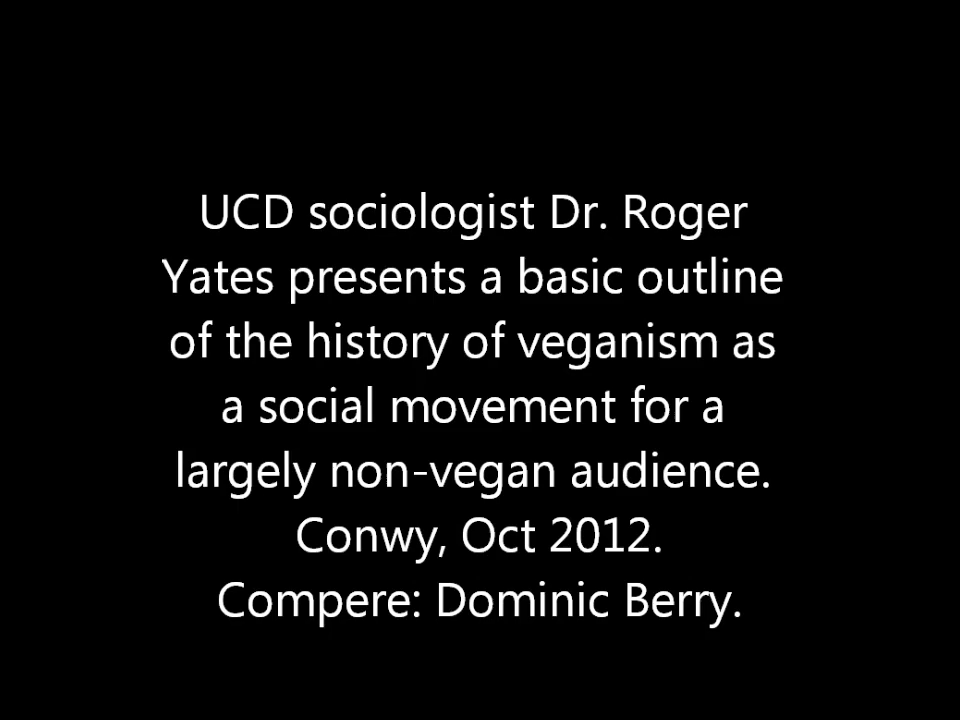 UCD sociologist Dr. Roger
Yates presents a basic outline
of the history of veganism as
a social movement for a
largely non-vegan audience.
Conwy, Oct 2012.
Compere: Dominic Berry.